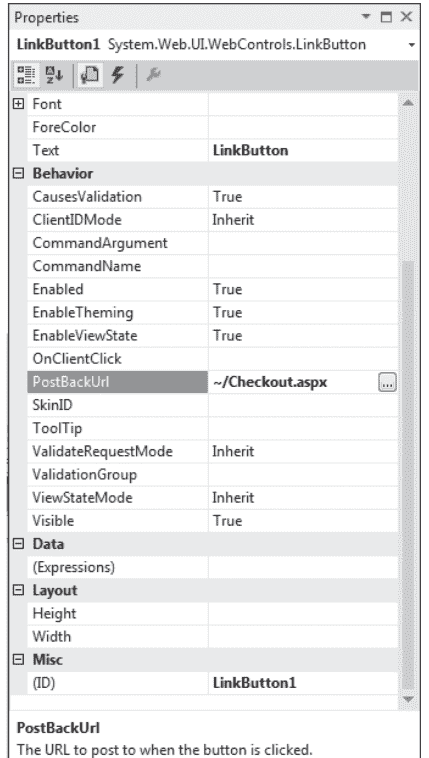 Properties
LinkButton1 System.Web.UI.WebControls.LinkButton
Font
ForeColor
Text LinkButton
Behavior
CausesValidation True
ClientIDMode Inherit
CommandArgument
CommandName
Enabled True
EnableTheming True
EnableViewState True
OnClientClick
PostBackUrl ~/Checkout.aspx ...
SkinID
ToolTip
ValidateRequestMode Inherit
ValidationGroup
ViewStateMode Inherit
Visible True
Data
(Expressions)
Layout
Height
Width
Misc
(ID) LinkButton1
PostBackUrl
The URL to post to when the button is clicked.